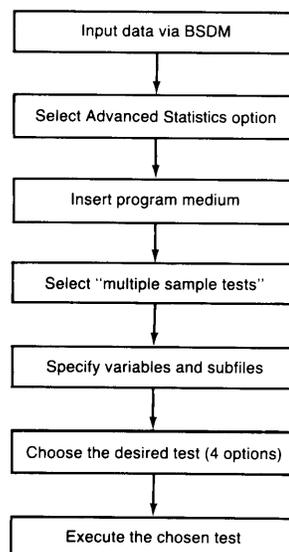 Input data via BSDM
Select Advanced Statistics option
Insert program medium
Select "multiple sample tests"
Specify variables and subfiles
Choose the desired test (4 options)
Execute the chosen test